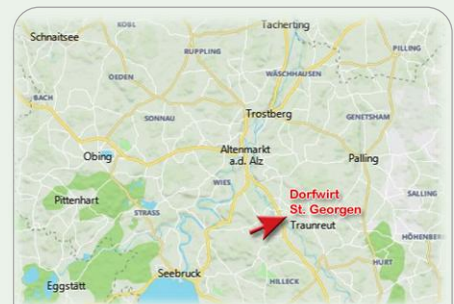 KOBL
Tacherting
Schnaitsee
RUPPLING
PILLING
OEDEN
WÄSCHHAUSEN
BACH
SONNAU
Trostberg
GENETSHAM
Altenmarkt
a.d. Alz
Obing
Palling
WIES
Dorfwirt
St. Georgen
SALLING
Pittenhart
STRASS
Traunreut
HÖHENBER
Seebruck
HURT
HILLECK
Eggstätt